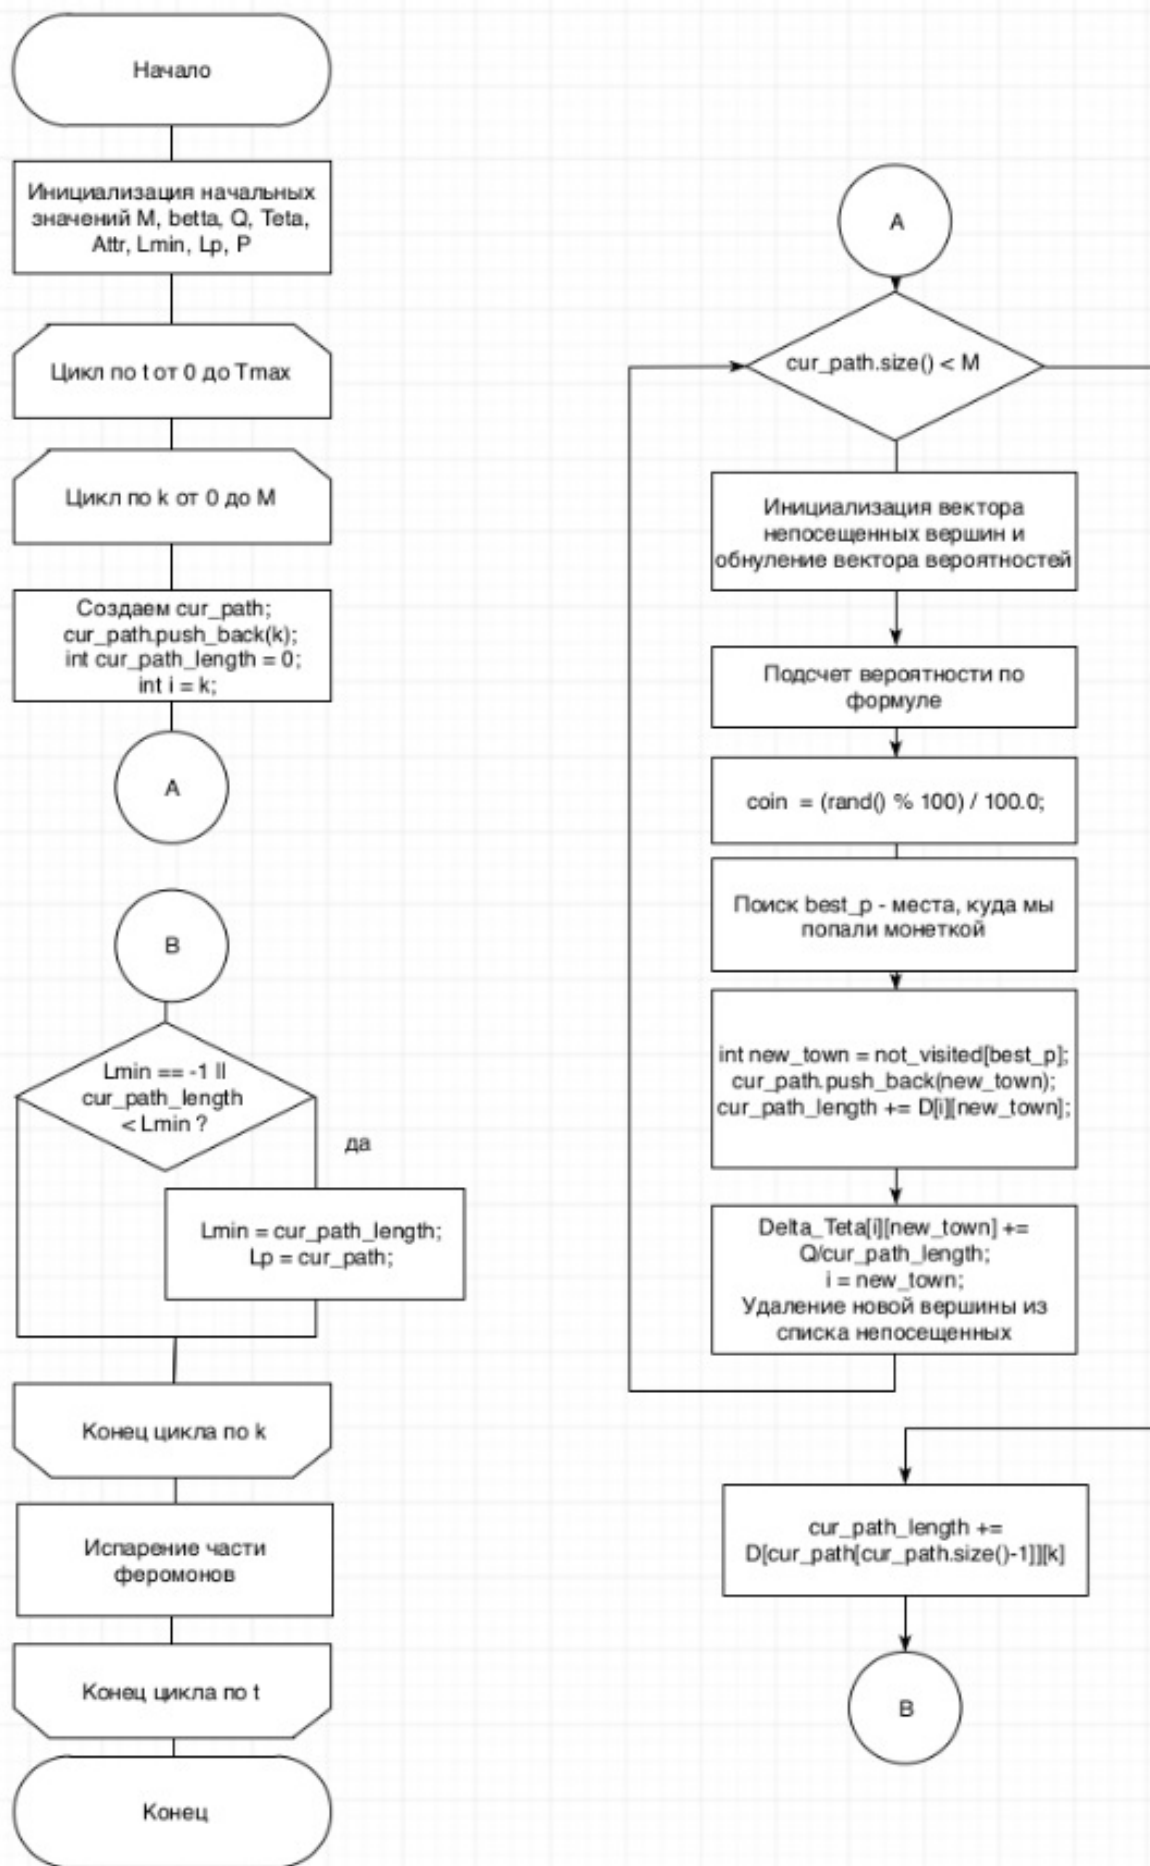 Начало
Инициализация начальных
значений M, betta, Q, Teta,
Attr, Lmin, Lp, P
Цикл по t от 0 до Tmax
Цикл по k от 0 до M
Создаем cur_path;
cur_path.push_back(k);
int cur_path_length = 0;
int i = k;
A
B
Lmin == -1 ||
cur_path_length
< Lmin ?
да
Lmin = cur_path_length;
Lp = cur_path;
Конец цикла по k
Испарение части
феромонов
Конец цикла по t
Конец
A
cur_path.size() < M
Инициализация вектора
непосещенных вершин и
обнуление вектора вероятностей
Подсчет вероятности по
формуле
coin = (rand() % 100) / 100.0;
Поиск best_p - места, куда мы
попали монеткой
int new_town = not_visited[best_p];
cur_path.push_back(new_town);
cur_path_length += D[i][new_town];
Delta_Teta[i][new_town] +=
Q/cur_path_length;
i = new_town;
Удаление новой вершины из
списка непосещенных
cur_path_length +=
D[cur_path[cur_path.size()-1]][k]
B